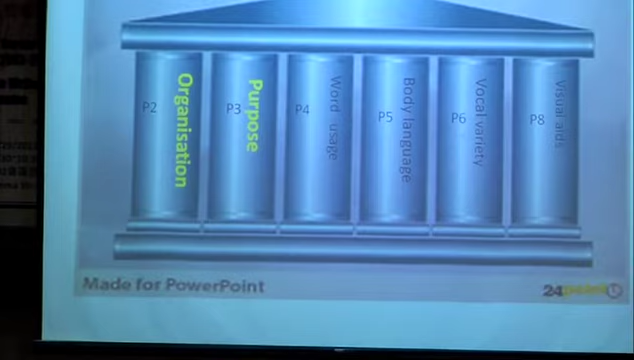 P2
Organisation
P3
Purpose
P4
Word usage
P5
Body language
P6
Vocal variety
P8
Visual aids
Made for PowerPoint
24point